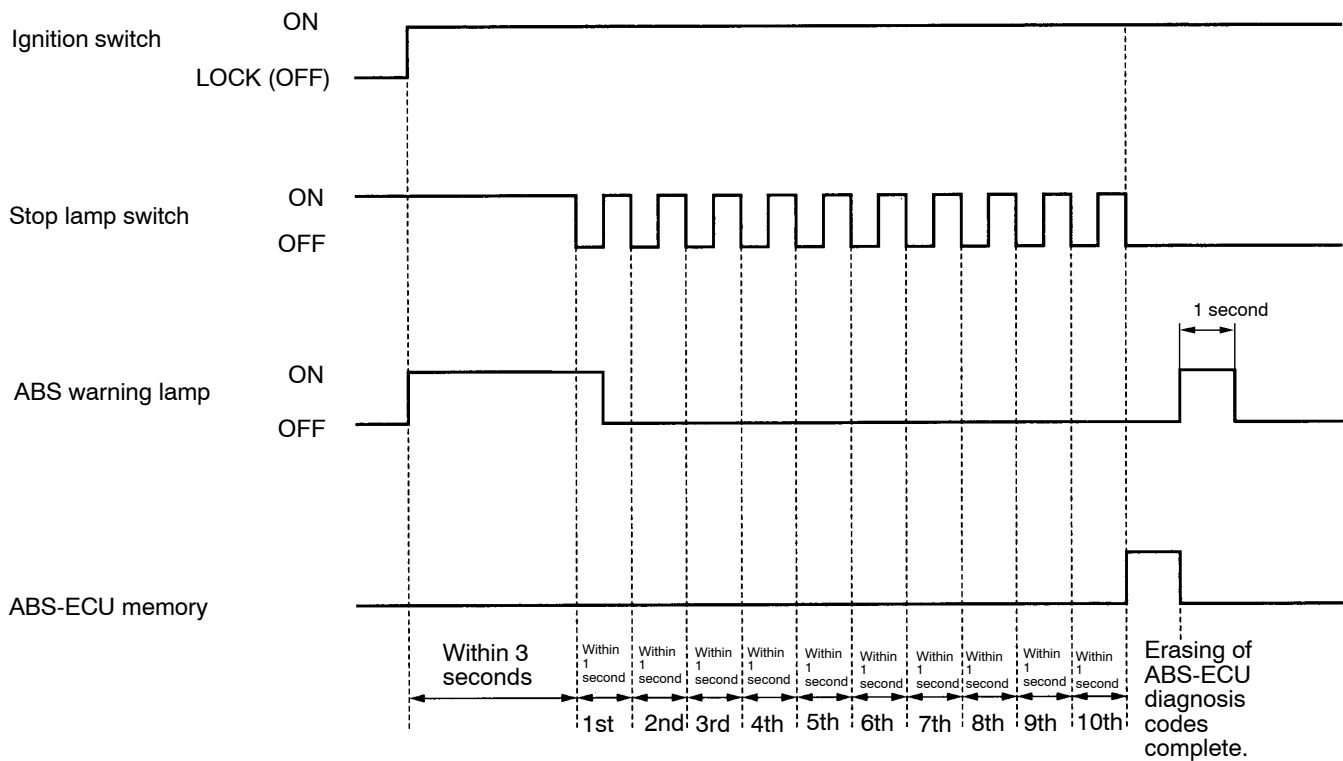 Ignition switch
ON
LOCK (OFF)
Stop lamp switch
ON
OFF
1 second
ABS warning lamp
ON
OFF
ABS-ECU memory
Within 3
seconds
Within
1
second
Within
1
second
Within
1
second
Within
1
second
Within
1
second
Within
1
second
Within
1
second
Within
1
second
Within
1
second
Within
1
second
1st
2nd
3rd
4th
5th
6th
7th
8th
9th
10th
Erasing of
ABS-ECU
diagnosis
codes
complete.